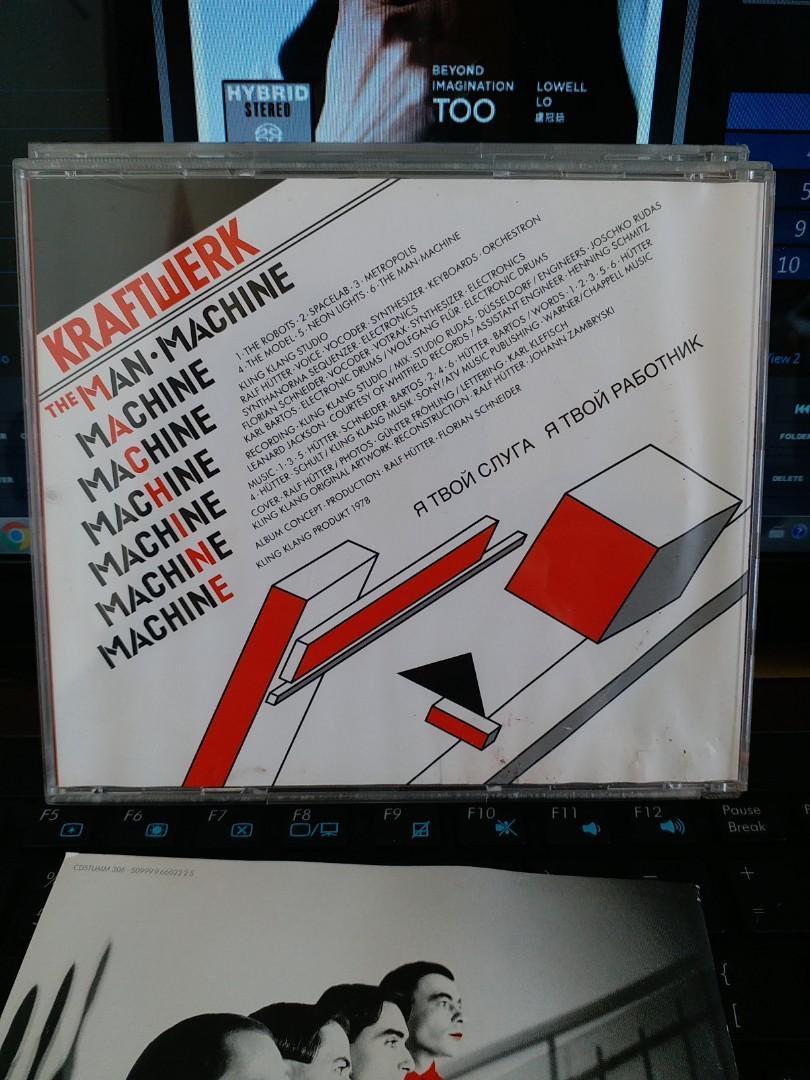 HYBRID
STEREO
BEYOND
IMAGINATION
TOO
LOWELL
LO
盧冠廷
5
9
10
View 2
FOLDER
DELETE
KRAFTWERK
THE MAN·MACHINE
MACHINE
MACHINE
MACHINE
MACHINE
MACHINE
MACHINE
1·THE ROBOTS·2·SPACELAB·3·METROPOLIS
4·THE MODEL·5·NEON LIGHTS·6·THE MAN·MACHINE
KLING KLANG STUDIO
RALF HÜTTER·VOICE·VOCODER·SYNTHESIZER·KEYBOARDS·ORCHESTRON
SYNTHANORMA SEQUENZER·ELECTRONICS
FLORIAN SCHNEIDER·VOCODER·VOTRAX·SYNTHESIZER·ELECTRONICS
KARL BARTOS·ELECTRONIC DRUMS / WOLFGANG FLÜR·ELECTRONIC DRUMS
RECORDING·KLING KLANG STUDIO / MIX·STUDIO RUDAS·DÜSSELDORF / ENGINEERS·JOSCHKO RUDAS
LEANARD JACKSON·COURTESY OF WHITFIELD RECORDS / ASSISTANT ENGINEER·HENNING SCHMITZ
MUSIC·1·3·5·HÜTTER·SCHNEIDER·BARTOS·2·4·6·HÜTTER·BARTOS / WORDS·1·2·3·5·6·HÜTTER
4·HÜTTER·SCHULT / KLING KLANG MUSIK·SONY/ATV MUSIC PUBLISHING·WARNER/CHAPPELL MUSIC
COVER·RALF HÜTTER / PHOTOS·GÜNTER FRÖHLING / LETTERING·KARL KLEFISCH
KLING KLANG ORIGINAL ARTWORK·RECONSTRUCTION·RALF HÜTTER·JOHANN ZAMBRYSKI
ALBUM CONCEPT·PRODUCTION·RALF HÜTTER·FLORIAN SCHNEIDER
KLING KLANG PRODUKT 1978
Я ТВОЙ СЛУГА Я ТВОЙ РАБОТНИК
F5 F6 F7 F8 F9 F10 F11 F12 Pause
Break
CDSTUMM 306·5099996602225